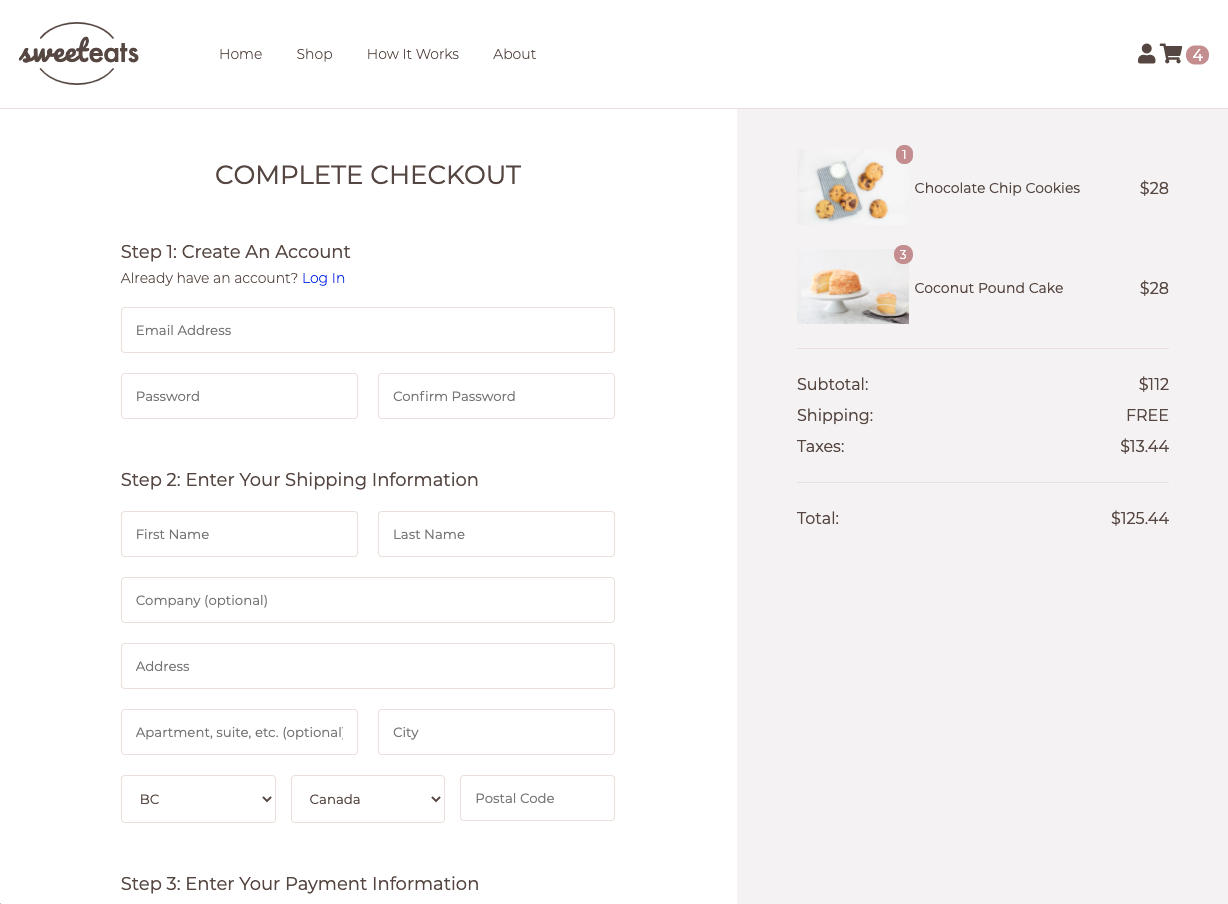 sweeteats
Home Shop How It Works About
4
COMPLETE CHECKOUT
Step 1: Create An Account
Already have an account? Log In
Email Address
Password Confirm Password
Step 2: Enter Your Shipping Information
First Name Last Name
Company (optional)
Address
Apartment, suite, etc. (optional) City
BC Canada Postal Code
Step 3: Enter Your Payment Information
1
Chocolate Chip Cookies $28
3
Coconut Pound Cake $28
Subtotal: $112
Shipping: FREE
Taxes: $13.44
Total: $125.44